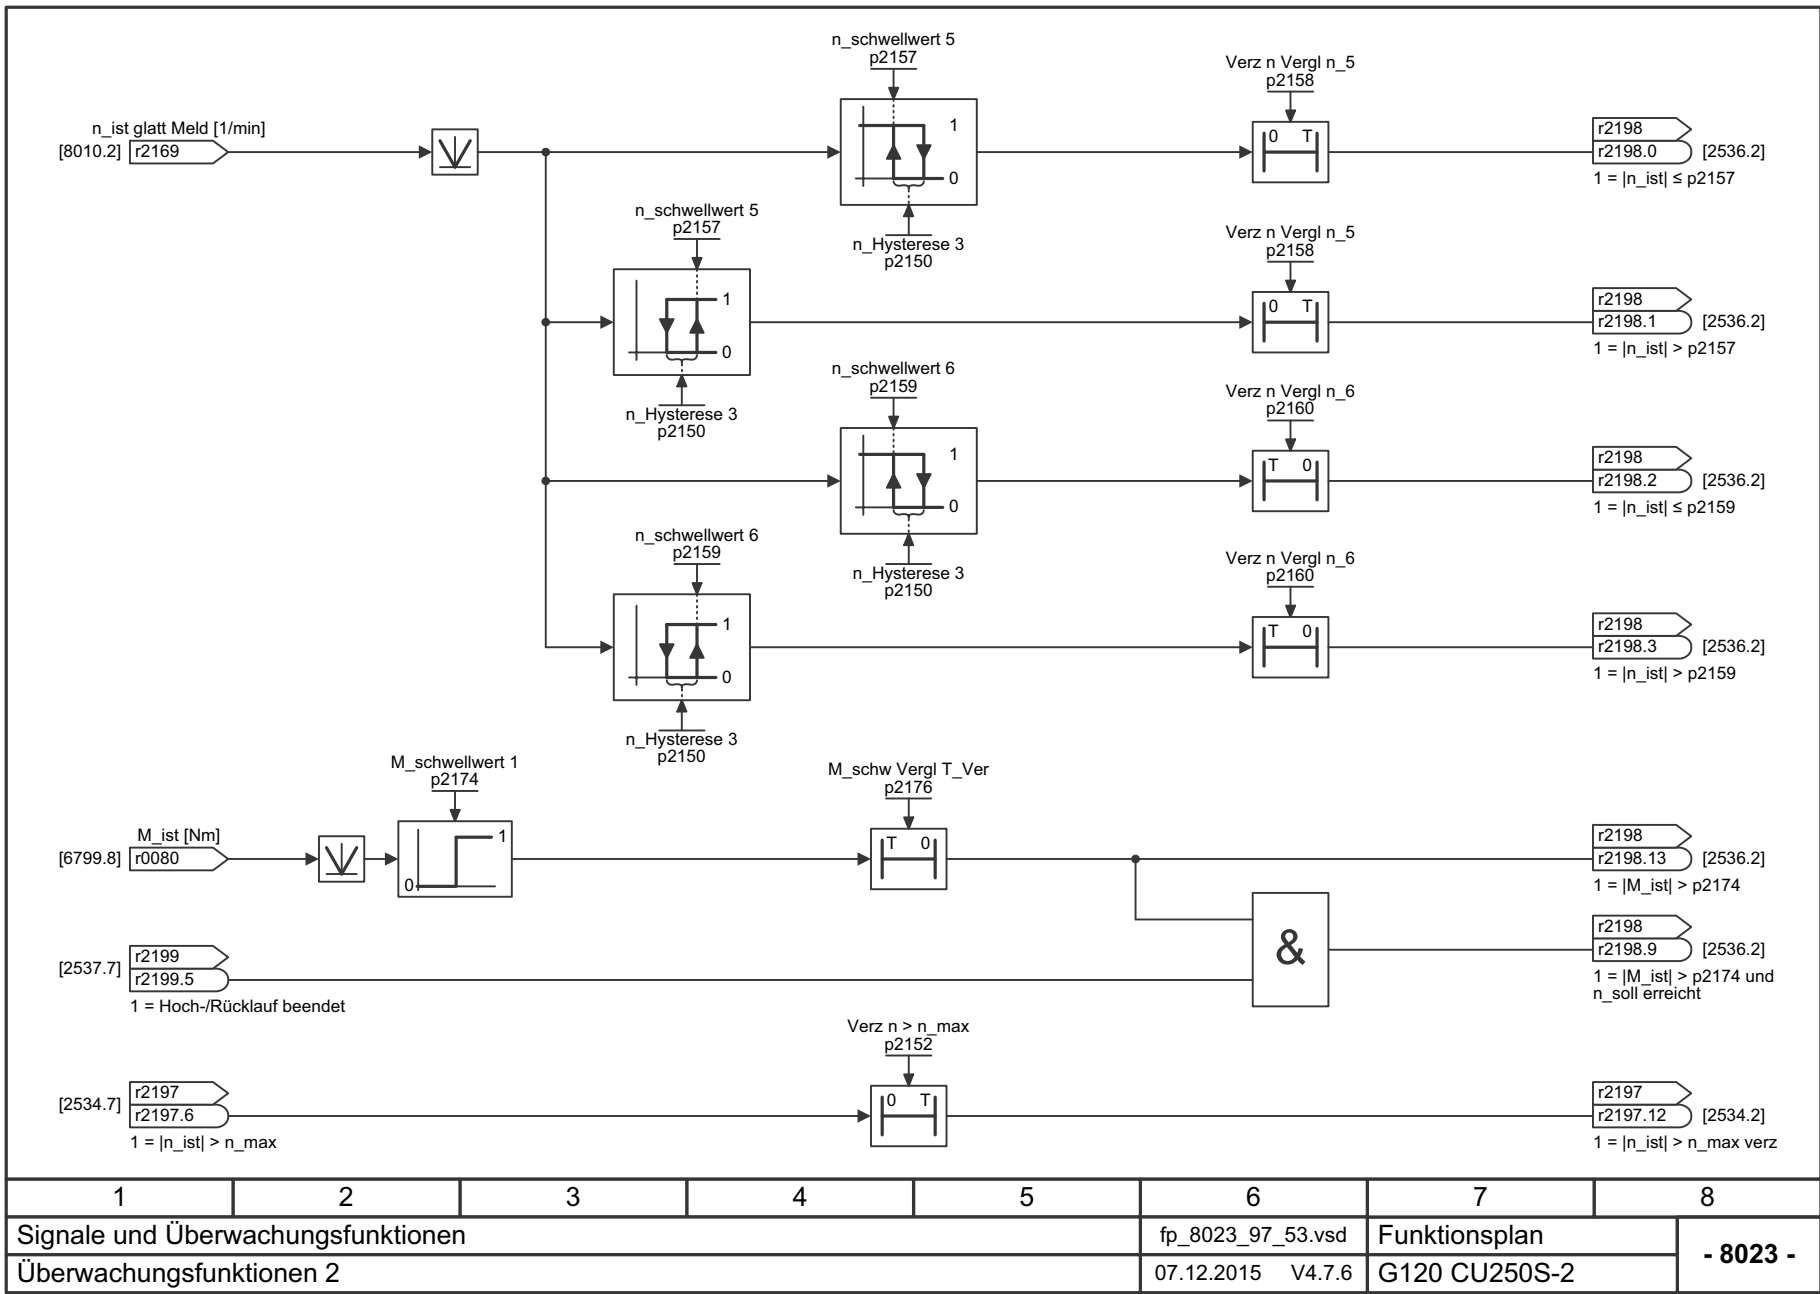 n_schwellwert 5
p2157
Verz n Vergl n_5
p2158
n_ist glatt Meld [1/min]
[8010.2] r2169
1
0
0 T
r2198
r2198.0 [2536.2]
1 = |n_ist| ≤ p2157
n_Hysterese 3
p2150
n_schwellwert 5
p2157
Verz n Vergl n_5
p2158
1
0
0 T
r2198
r2198.1 [2536.2]
1 = |n_ist| > p2157
n_Hysterese 3
p2150
n_schwellwert 6
p2159
Verz n Vergl n_6
p2160
1
0
T 0
r2198
r2198.2 [2536.2]
1 = |n_ist| ≤ p2159
n_Hysterese 3
p2150
n_schwellwert 6
p2159
Verz n Vergl n_6
p2160
1
0
T 0
r2198
r2198.3 [2536.2]
1 = |n_ist| > p2159
n_Hysterese 3
p2150
M_schwellwert 1
p2174
M_schw Vergl T_Ver
p2176
M_ist [Nm]
[6799.8] r0080
1
0
T 0
r2198
r2198.13 [2536.2]
1 = |M_ist| > p2174
[2537.7] r2199
r2199.5
1 = Hoch-/Rücklauf beendet
&
r2198
r2198.9 [2536.2]
1 = |M_ist| > p2174 und
n_soll erreicht
Verz n > n_max
p2152
[2534.7] r2197
r2197.6
1 = |n_ist| > n_max
0 T
r2197
r2197.12 [2534.2]
1 = |n_ist| > n_max verz
1 2 3 4 5 6 7 8
Signale und Überwachungsfunktionen fp_8023_97_53.vsd Funktionsplan - 8023 -
Überwachungsfunktionen 2 07.12.2015 V4.7.6 G120 CU250S-2